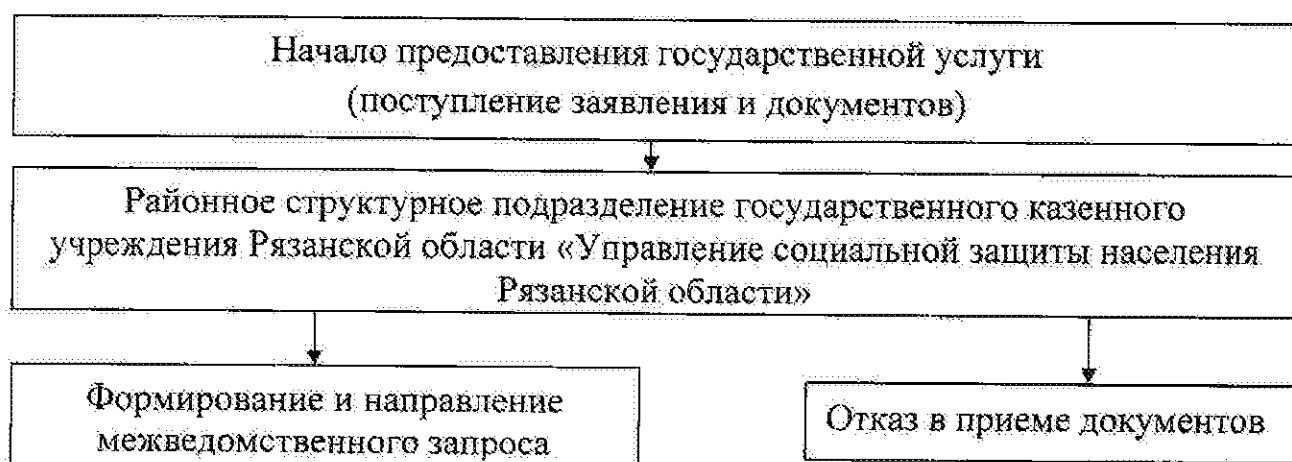 Начало предоставления государственной услуги
(поступление заявления и документов)
Районное структурное подразделение государственного казенного
учреждения Рязанской области «Управление социальной защиты населения
Рязанской области»
Формирование и направление
межведомственного запроса
Отказ в приеме документов